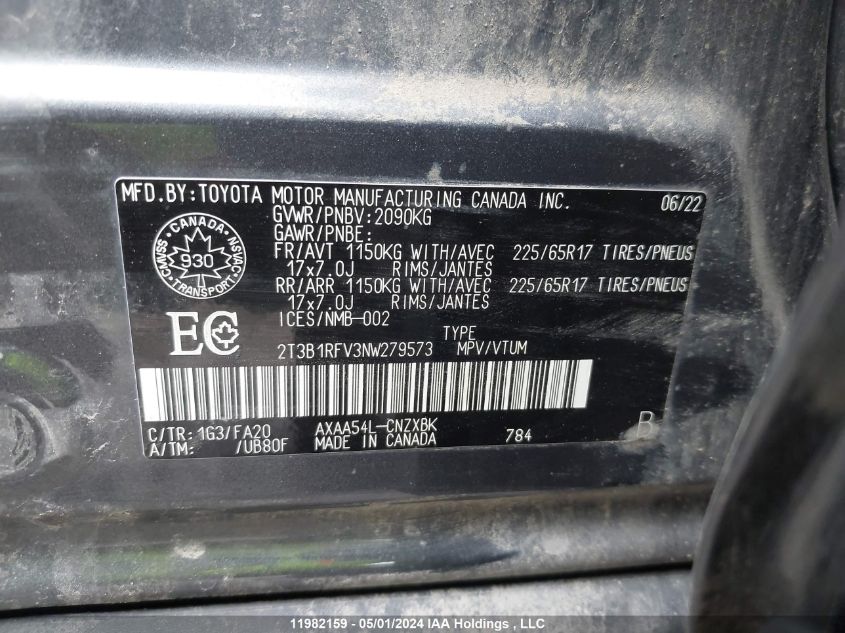 MFD.BY:TOYOTA MOTOR MANUFACTURING CANADA INC. 06/22
GVWR/PNBV:2090KG
GAWR/PNBE:
FR/AVT 1150KG WITH/AVEC 225/65R17 TIRES/PNEUS
17x7.0J RIMS/JANTES
RR/ARR 1150KG WITH/AVEC 225/65R17 TIRES/PNEUS
17x7.0J RIMS/JANTES
ICES/NMB-002
CANADA
CMVSS 930 NSVAC
TRANSPORT
EC
TYPE
2T3B1RFV3NW279573 MPV/VTUM
C/TR: 1G3/FA20 AXAA54L-CNZXBK
A/TM: /UB80F MADE IN CANADA 784 B
11982159 - 05/01/2024 IAA Holdings , LLC